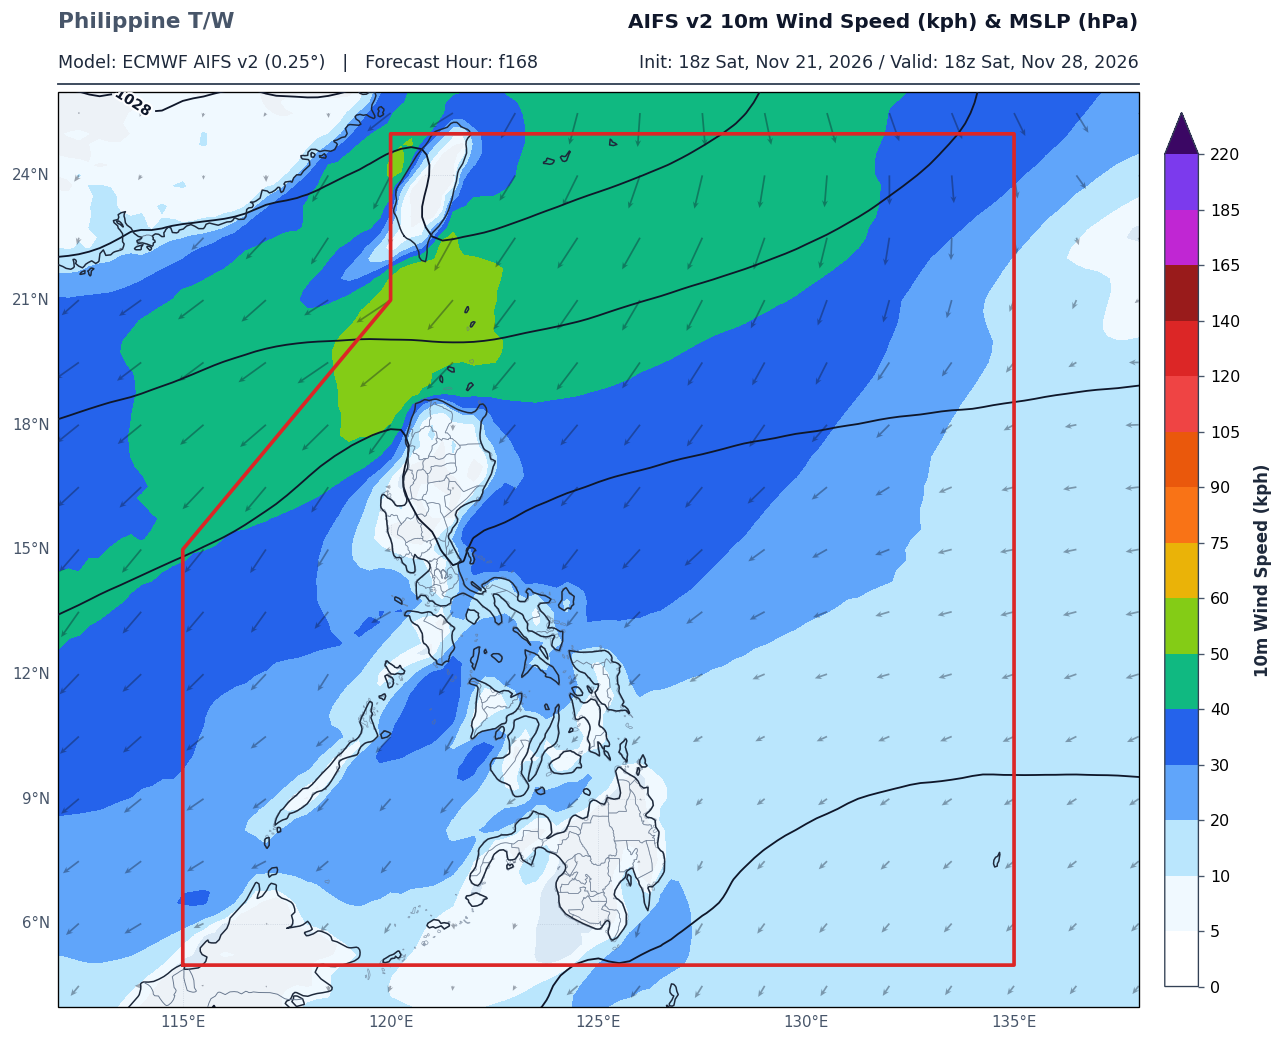 Philippine T/W
AIFS v2 10m Wind Speed (kph) & MSLP (hPa)
Model: ECMWF AIFS v2 (0.25°) | Forecast Hour: f168
Init: 18z Sat, Nov 21, 2026 / Valid: 18z Sat, Nov 28, 2026
1028
24°N
21°N
18°N
15°N
12°N
9°N
6°N
115°E
120°E
125°E
130°E
135°E
220
185
165
140
120
105
90
75
60
50
40
30
20
10
5
0
10m Wind Speed (kph)